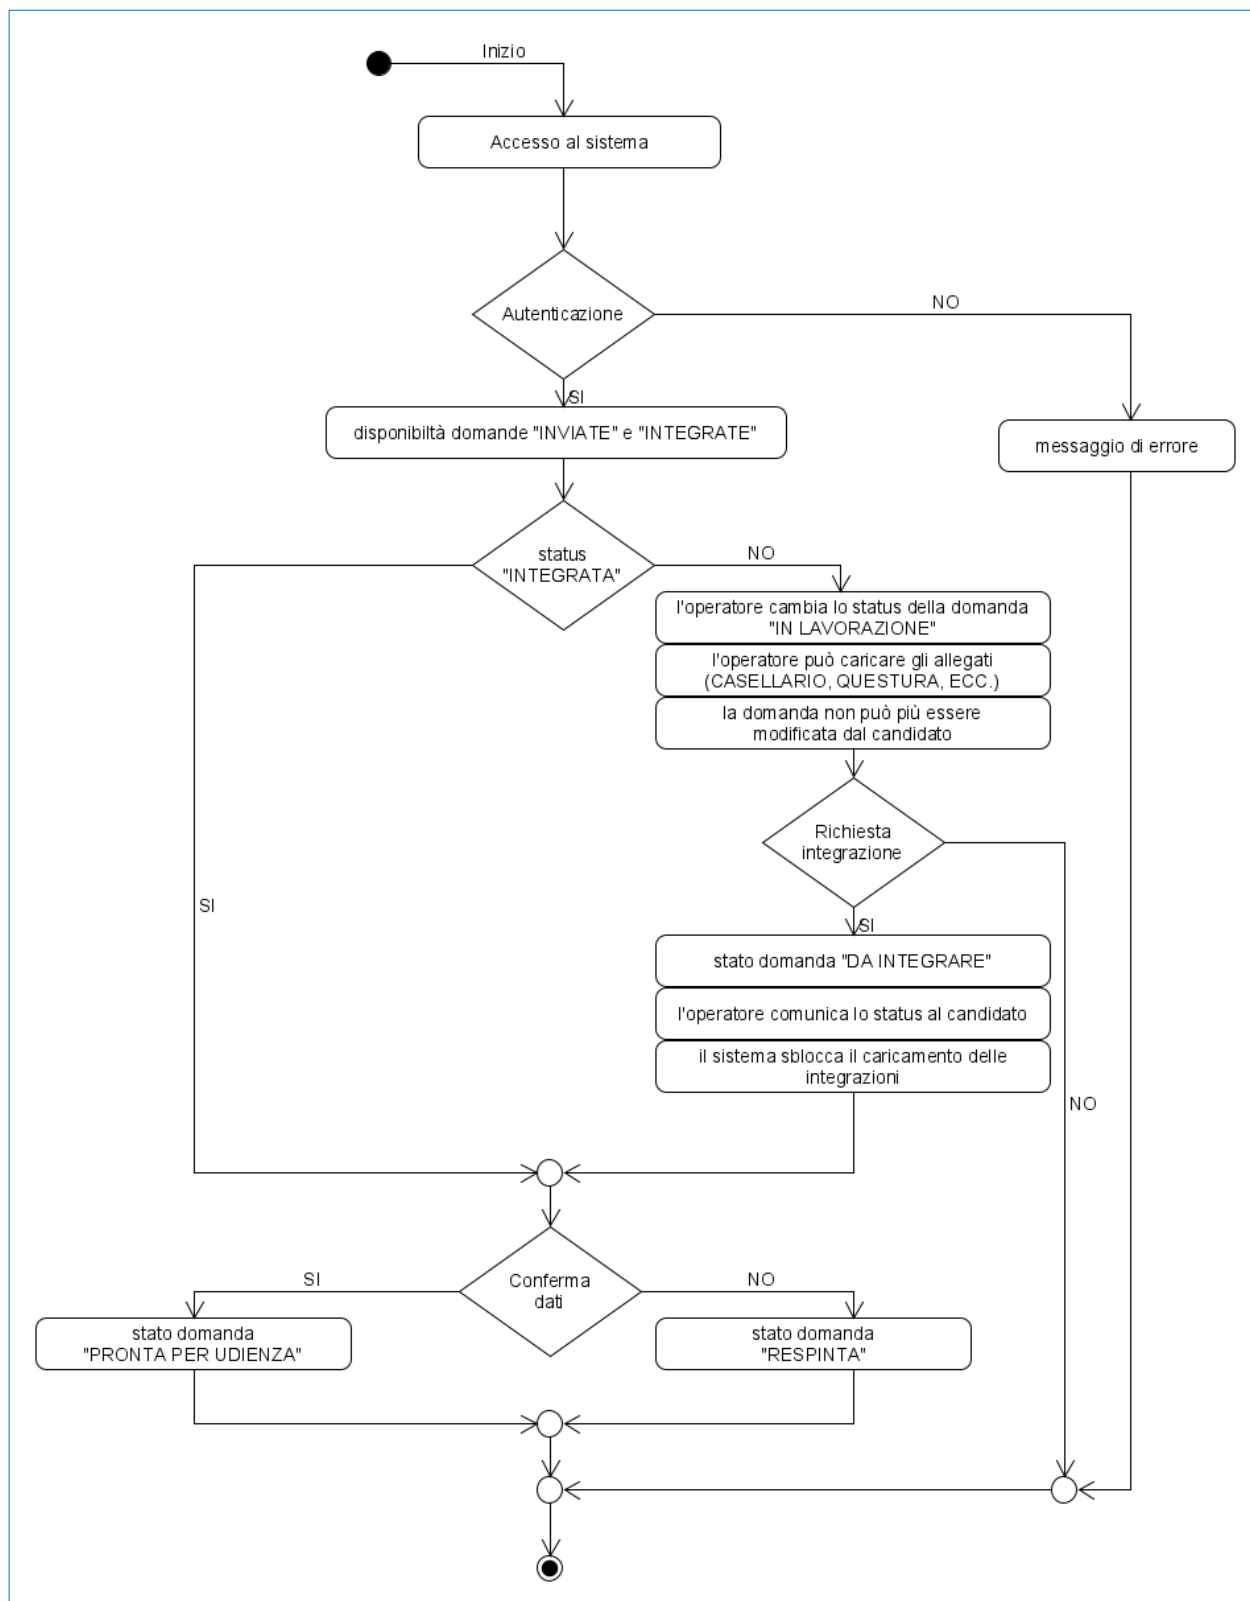 Inizio
Accesso al sistema
Autenticazione
NO
SI
disponibiltà domande "INVIATE" e "INTEGRATE"
messaggio di errore
status
"INTEGRATA"
NO
l'operatore cambia lo status della domanda
"IN LAVORAZIONE"
l'operatore può caricare gli allegati
(CASELLARIO, QUESTURA, ECC.)
la domanda non può più essere
modificata dal candidato
Richiesta
integrazione
SI
SI
stato domanda "DA INTEGRARE"
l'operatore comunica lo status al candidato
il sistema sblocca il caricamento delle
integrazioni
NO
Conferma
dati
SI
NO
stato domanda
"PRONTA PER UDIENZA"
stato domanda
"RESPINTA"